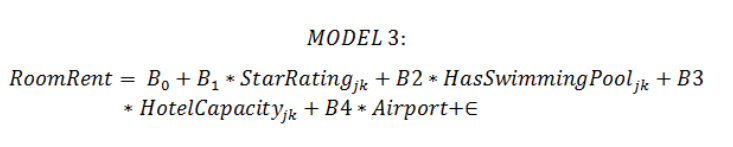 MODEL 3:
RoomRent = B₀ + B₁ * StarRatingⱼₖ + B2 * HasSwimmingPoolⱼₖ + B3
* HotelCapacityⱼₖ + B4 * Airport+∈